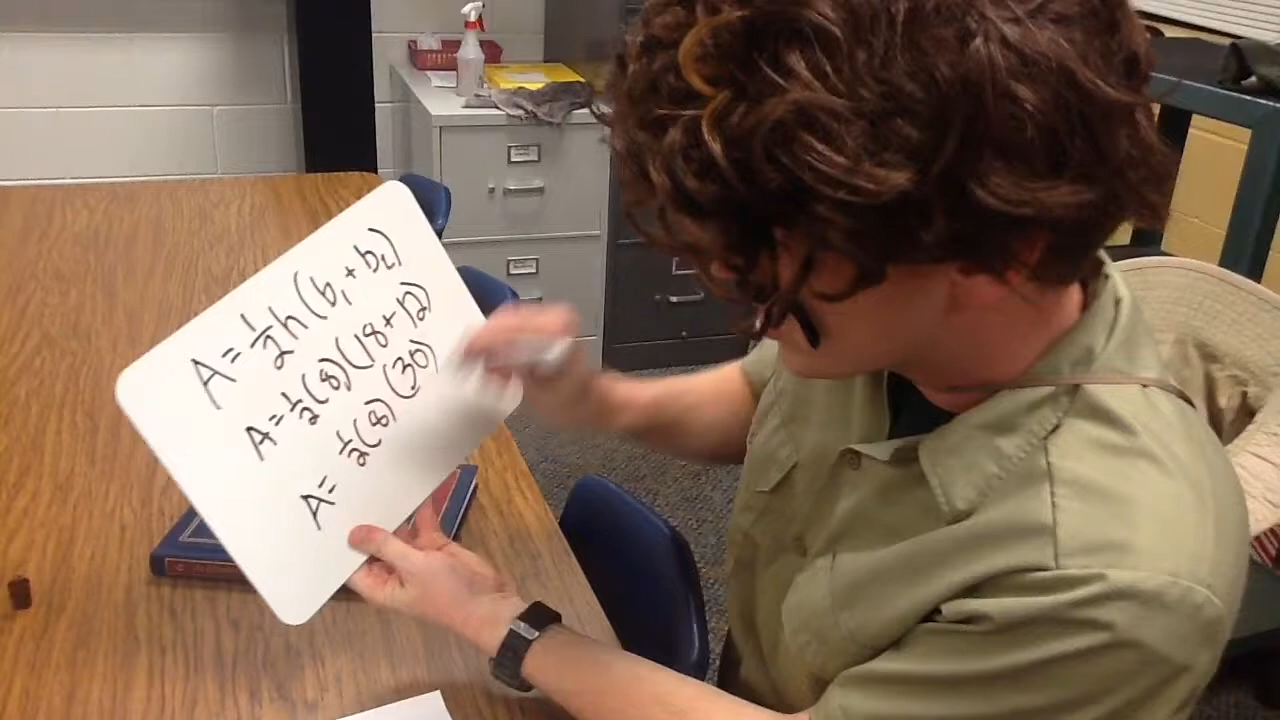 A = ½h(b₁ + b₂)
A = ½(8)(18 + 12)
A = ½(8)(30)